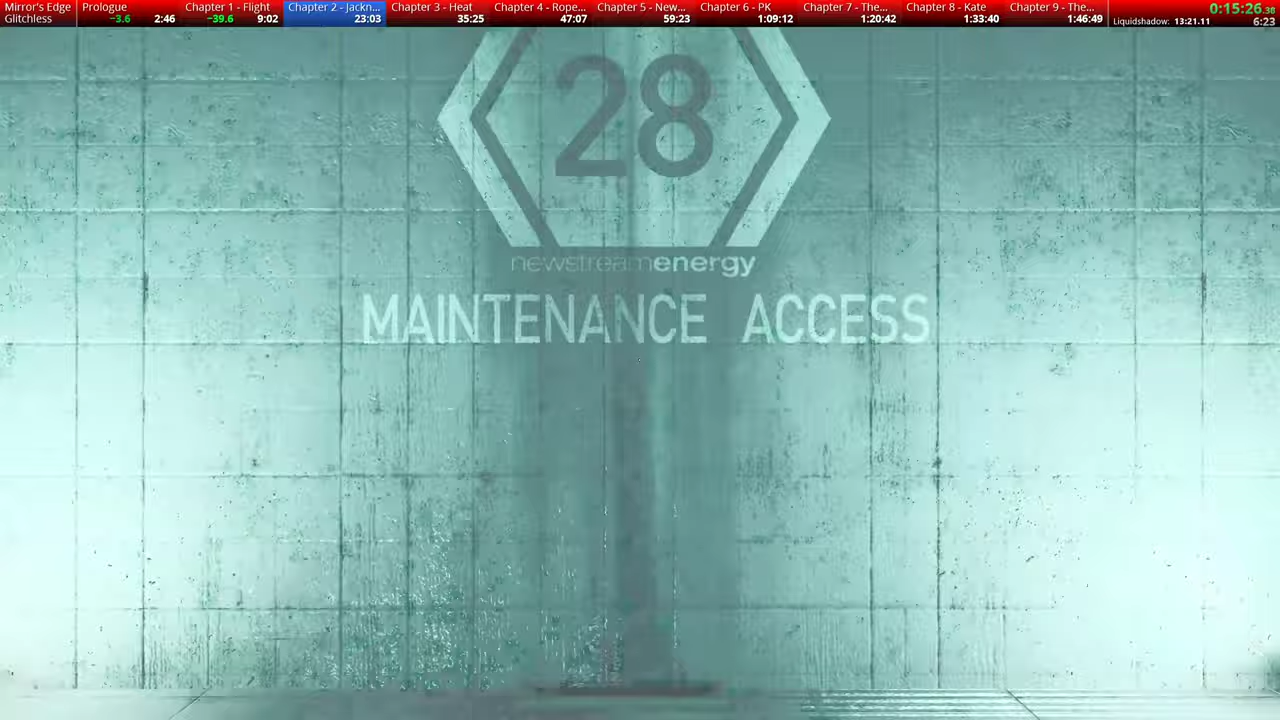 Mirror's Edge
Glitchless
Prologue
-3.6 2:46
Chapter 1 - Flight
-39.6 9:02
Chapter 2 - Jackn...
23:03
Chapter 3 - Heat
35:25
Chapter 4 - Rope...
47:07
Chapter 5 - New...
59:23
Chapter 6 - PK
1:09:12
Chapter 7 - The...
1:20:42
Chapter 8 - Kate
1:33:40
Chapter 9 - The...
1:46:49
0:15:26.38
Liquidshadow: 13:21.11 6:23
28
newstreamenergy
MAINTENANCE ACCESS